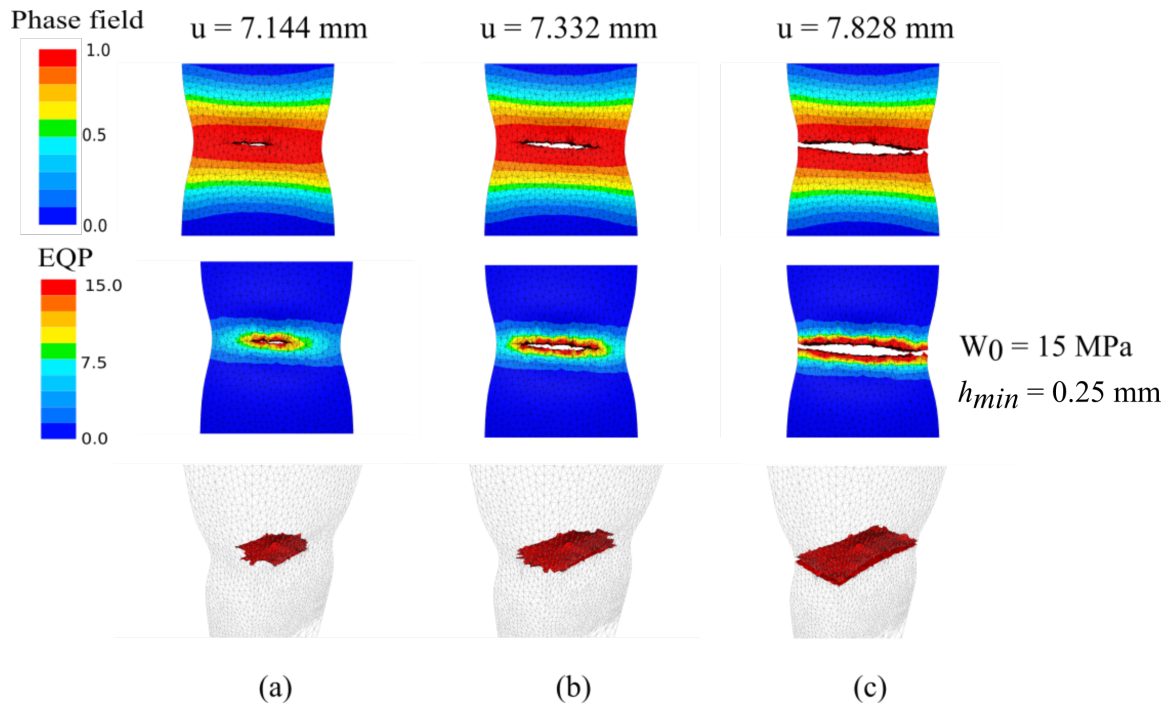 Phase field
u = 7.144 mm
u = 7.332 mm
u = 7.828 mm
1.0
0.5
0.0
EQP
15.0
7.5
0.0
W0 = 15 MPa
hmin = 0.25 mm
(a)
(b)
(c)